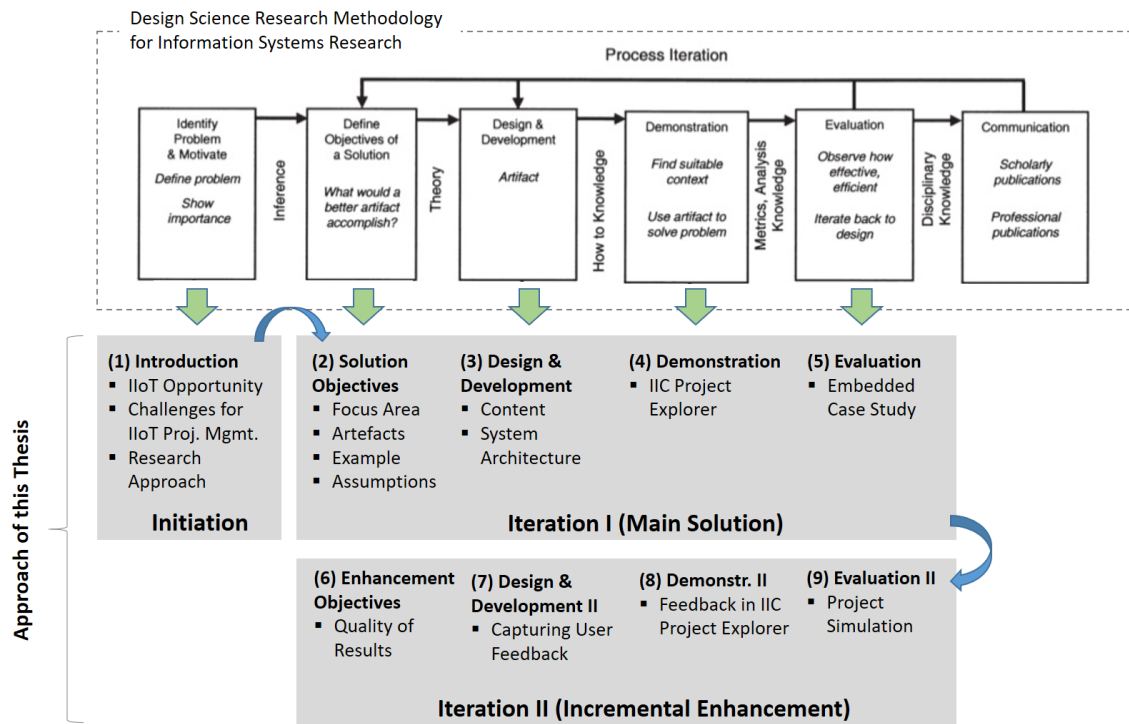 Design Science Research Methodology
for Information Systems Research
Process Iteration
Identify
Problem
& Motivate
Define problem
Show
importance
Inference
Define
Objectives of
a Solution
What would a
better artifact
accomplish?
Theory
Design &
Development
Artifact
How to Knowledge
Demonstration
Find suitable
context
Use artifact to
solve problem
Metrics, Analysis
Knowledge
Evaluation
Observe how
effective,
efficient
Iterate back to
design
Disciplinary
Knowledge
Communication
Scholarly
publications
Professional
publications
Approach of this Thesis
(1) Introduction
▪ IIoT Opportunity
▪ Challenges for
IIoT Proj. Mgmt.
▪ Research
Approach
Initiation
(2) Solution
Objectives
▪ Focus Area
▪ Artefacts
▪ Example
▪ Assumptions
(3) Design &
Development
▪ Content
▪ System
Architecture
(4) Demonstration
▪ IIC Project
Explorer
(5) Evaluation
▪ Embedded
Case Study
Iteration I (Main Solution)
(6) Enhancement
Objectives
▪ Quality of
Results
(7) Design &
Development II
▪ Capturing User
Feedback
(8) Demonstr. II
▪ Feedback in IIC
Project Explorer
(9) Evaluation II
▪ Project
Simulation
Iteration II (Incremental Enhancement)